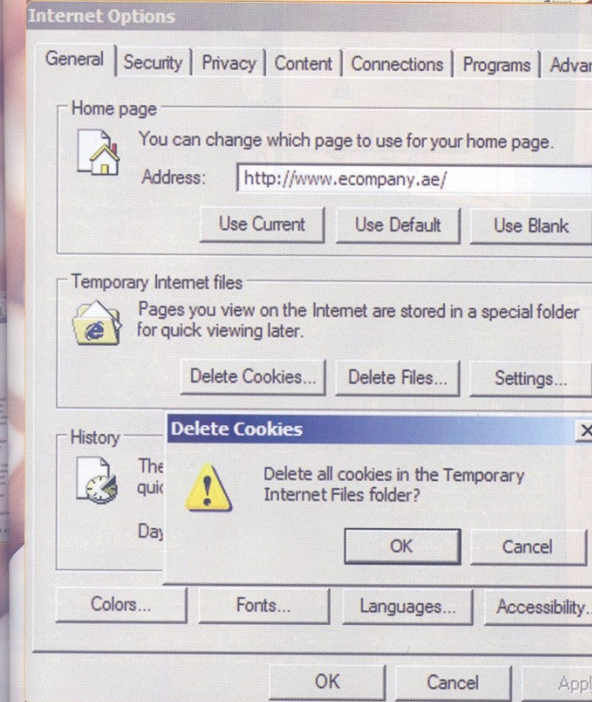 Internet Options
General Security Privacy Content Connections Programs
Home page
You can change which page to use for your home page.
Address: http://www.ecompany.ae/
Use Current Use Default Use Blank
Temporary Internet files
Pages you view on the Internet are stored in a special folder
for quick viewing later.
Delete Cookies... Delete Files... Settings...
History
Delete Cookies
Delete all cookies in the Temporary
Internet Files folder?
OK Cancel
Colors... Fonts... Languages... Accessibility..
OK Cancel